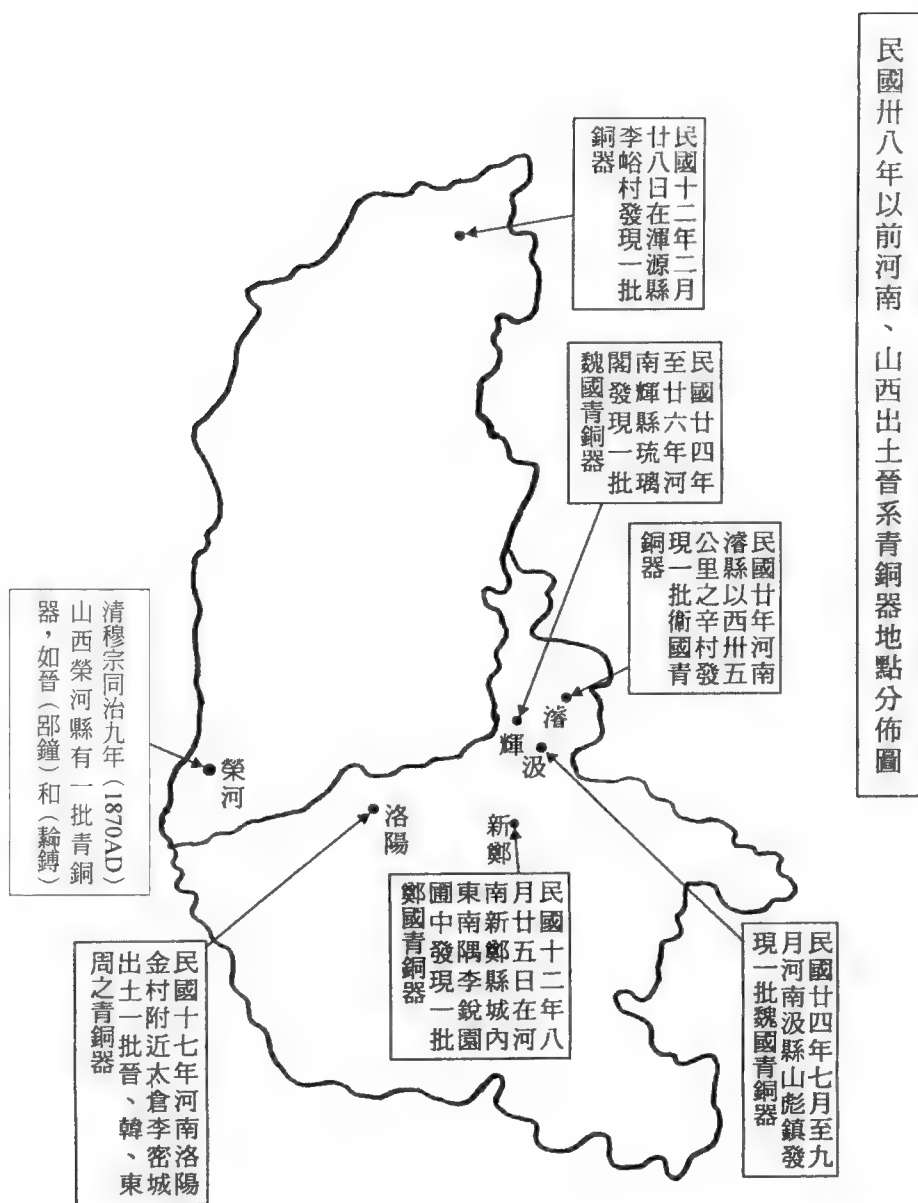 民國卅八年以前河南、山西出土晉系青銅器地點分佈圖
民國十二年二月
廿八日在渾源縣
李峪村發現一批
銅器
民國廿四年
至廿六年河
南輝縣琉璃
閣發現一批
魏國青銅器
民國廿年河南
濬縣以西卅五
公里之辛村發
現一批衛國青
銅器
濬
輝
汲
新鄭
洛陽
榮河
民國廿四年七月至九
月河南汲縣山彪鎮發
現一批魏國青銅器
民國十二年八
月廿五日在河
南新鄭縣城內
東南隅李銳園
圃中發現一批
鄭國青銅器
民國十七年河南洛陽
金村附近太倉李密城
出土一批晉、韓、東
周之青銅器
清穆宗同治九年(1870AD)
山西榮河縣有一批青銅
器,如晉(郘鐘)和(鎛)